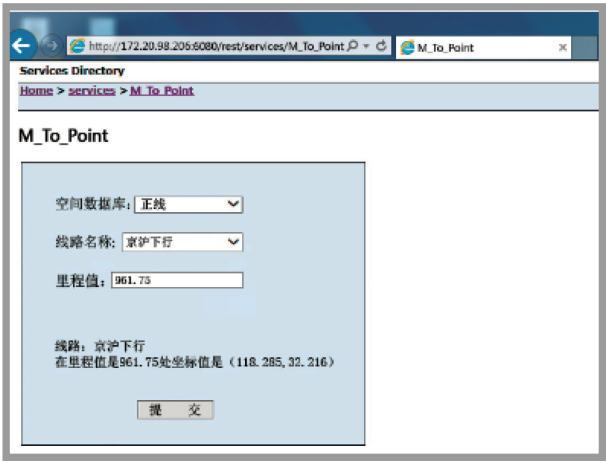 http://172.20.98.206:6080/rest/services/M_To_Point
M_To_Point
Services Directory
Home > services > M_To_Point
M_To_Point
空间数据库: 正线
线路名称: 京沪下行
里程值: 961.75
线路: 京沪下行
在里程值是961.75处坐标值是（118.285,32.216）
提 交